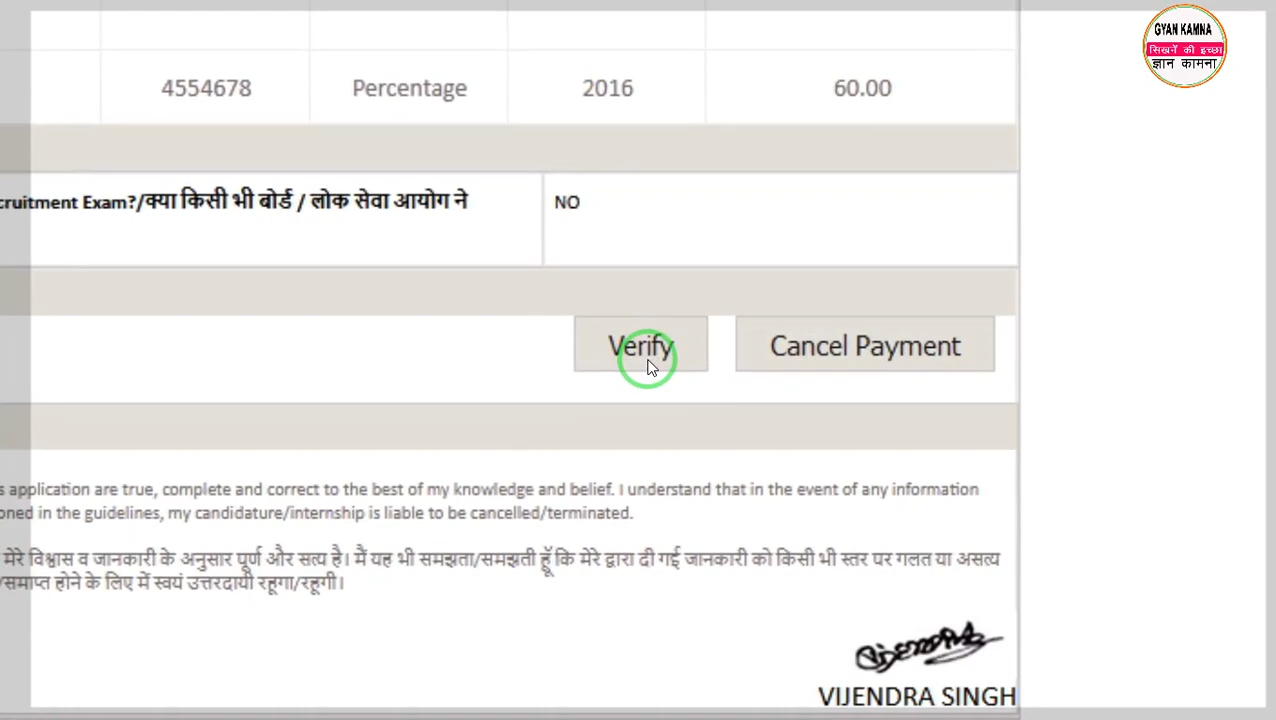 GYAN KAMNA
सिखनें की इच्छा
ज्ञान कामना
4554678 Percentage 2016 60.00
cruitment Exam?/क्या किसी भी बोर्ड / लोक सेवा आयोग ने NO
Verify Cancel Payment
s application are true, complete and correct to the best of my knowledge and belief. I understand that in the event of any information
oned in the guidelines, my candidature/internship is liable to be cancelled/terminated.
मेरे विश्वास व जानकारी के अनुसार पूर्ण और सत्य है। मैं यह भी समझता/समझती हूँ कि मेरे द्वारा दी गई जानकारी को किसी भी स्तर पर गलत या असत्य
/समाप्त होने के लिए में स्वयं उत्तरदायी रहूगा/रहूगी।
VIJENDRA SINGH